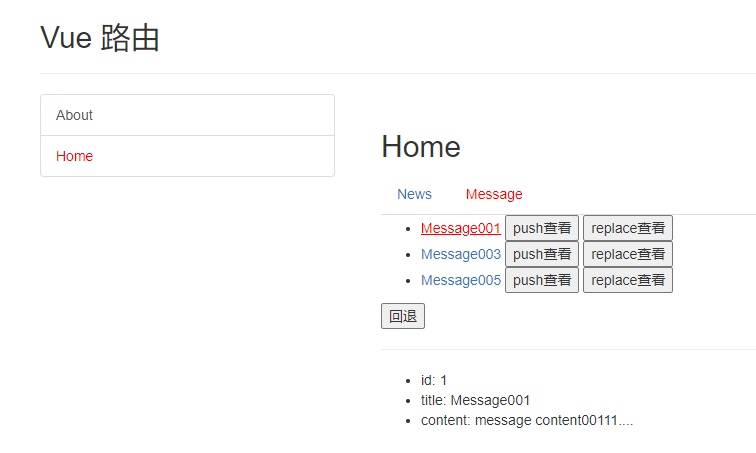 Vue 路由
About
Home
Home
News Message
Message001 push查看 replace查看
Message003 push查看 replace查看
Message005 push查看 replace查看
回退
id: 1
title: Message001
content: message content00111....